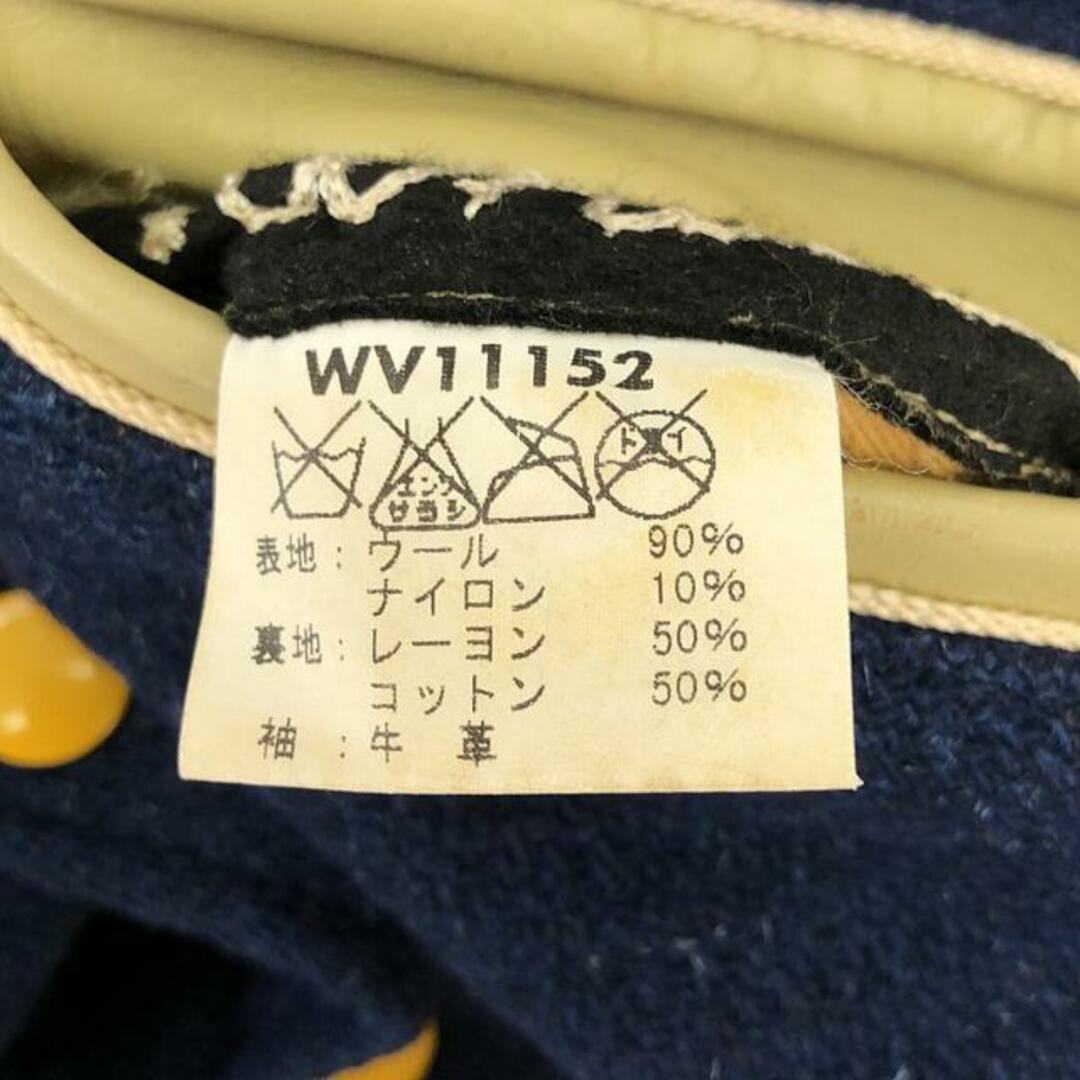 WV11152
エンソ サラシ ドライ
表地：ウール 90%
ナイロン 10%
裏地：レーヨン 50%
コットン 50%
袖 ：牛 革